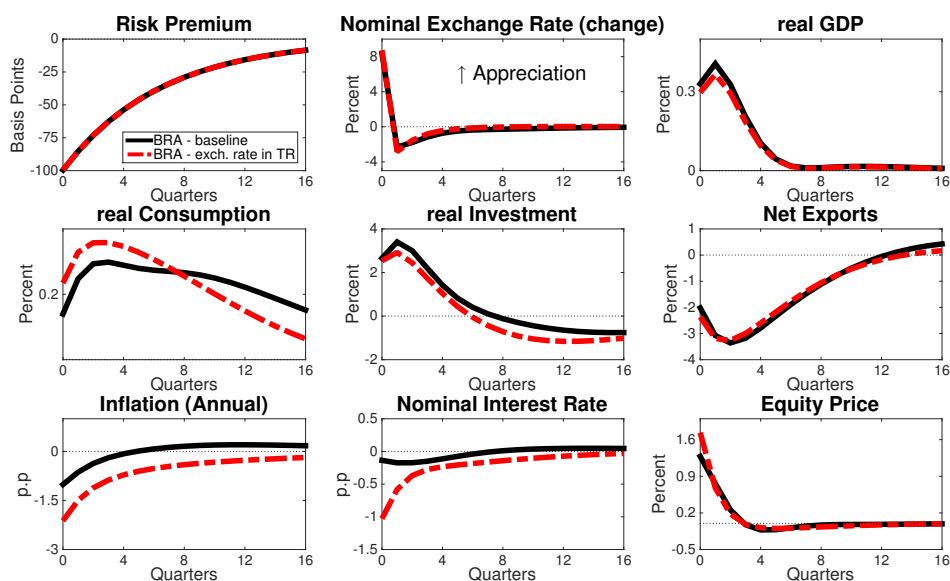 Risk Premium
Basis Points
0
-25
-50
-75
-100
BRA - baseline
BRA - exch. rate in TR
0 4 8 12 16
Quarters
Nominal Exchange Rate (change)
Percent
8
4
0
-4
↑ Appreciation
0 4 8 12 16
Quarters
real GDP
Percent
0.3
0
0 4 8 12 16
Quarters
real Consumption
Percent
0.2
0 4 8 12 16
Quarters
real Investment
Percent
4
2
0
-2
0 4 8 12 16
Quarters
Net Exports
Percent
1
0
-1
-2
-3
-4
0 4 8 12 16
Quarters
Inflation (Annual)
p.p
0
-1.5
-3
0 4 8 12 16
Quarters
Nominal Interest Rate
p.p
0.5
0
-0.5
-1
-1.5
0 4 8 12 16
Quarters
Equity Price
Percent
1.6
0.9
0.2
-0.5
0 4 8 12 16
Quarters